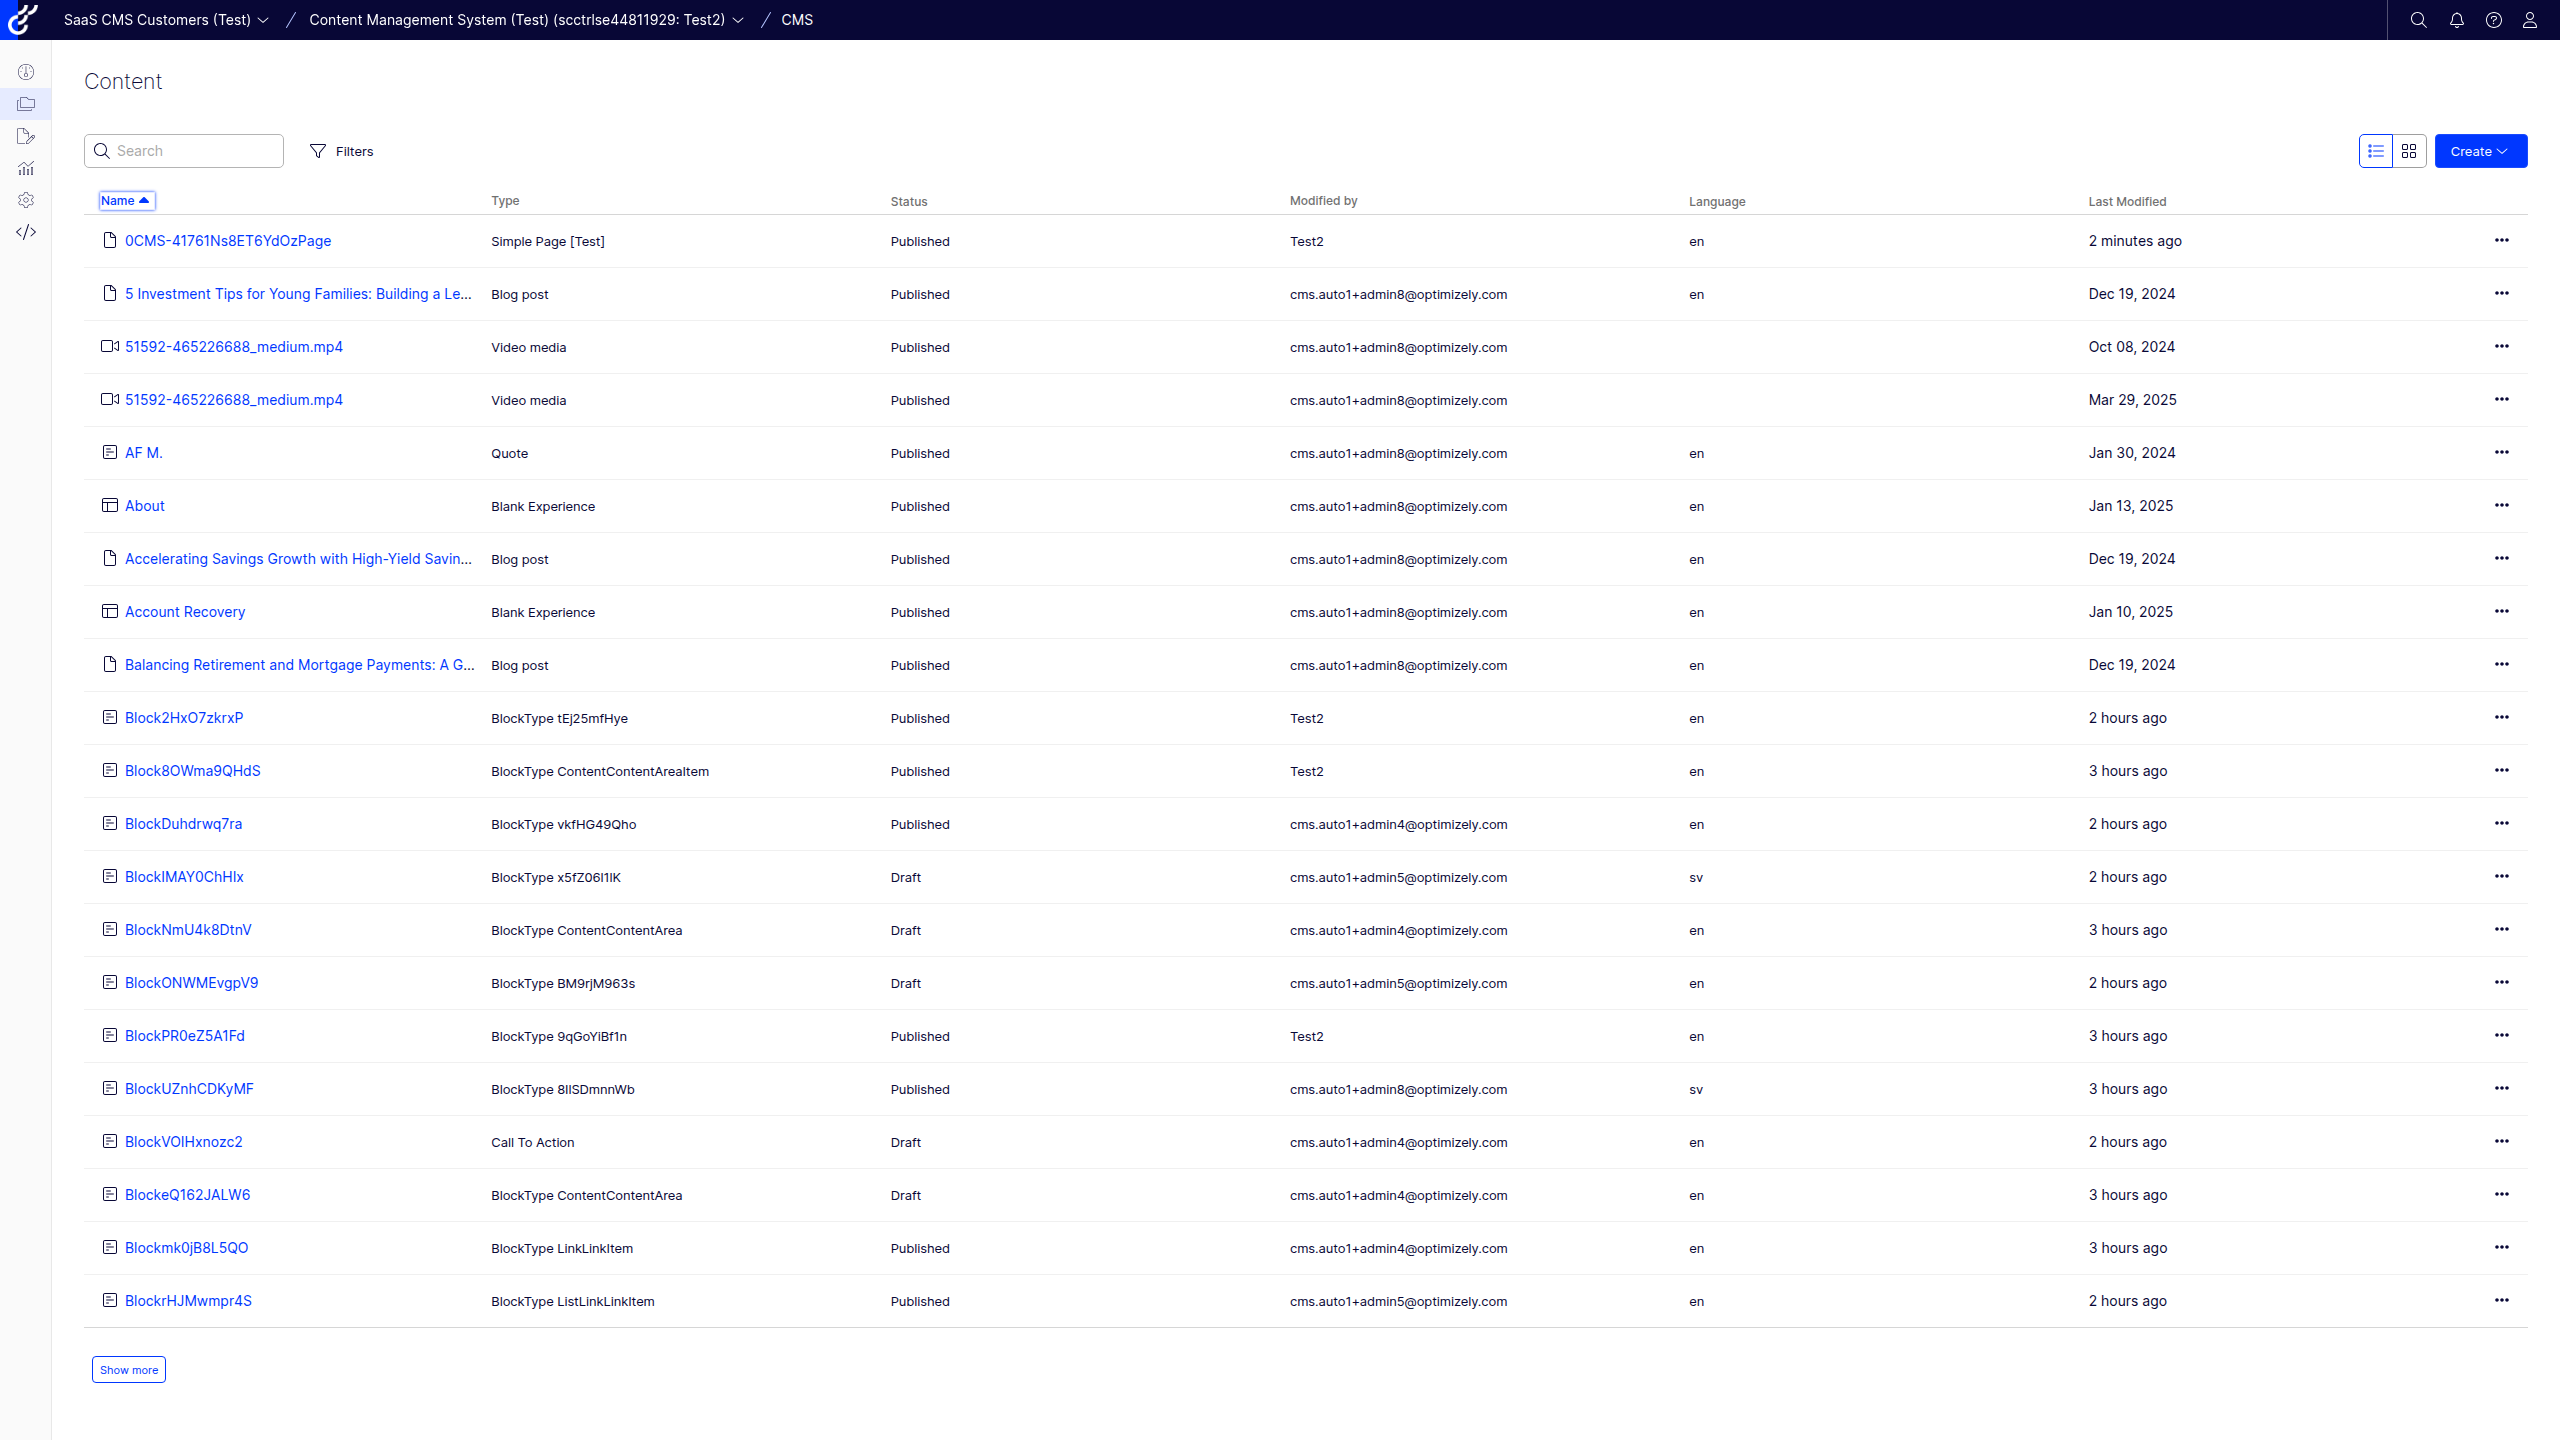 SaaS CMS Customers (Test) / Content Management System (Test) (scctrlse44811929: Test2) / CMS
Content
Search Filters Create
Name Type Status Modified by Language Last Modified
0CMS-41761Ns8ET6YdOzPage Simple Page [Test] Published Test2 en 2 minutes ago
5 Investment Tips for Young Families: Building a Le... Blog post Published cms.auto1+admin8@optimizely.com en Dec 19, 2024
51592-465226688_medium.mp4 Video media Published cms.auto1+admin8@optimizely.com Oct 08, 2024
51592-465226688_medium.mp4 Video media Published cms.auto1+admin8@optimizely.com Mar 29, 2025
AF M. Quote Published cms.auto1+admin8@optimizely.com en Jan 30, 2024
About Blank Experience Published cms.auto1+admin8@optimizely.com en Jan 13, 2025
Accelerating Savings Growth with High-Yield Savin... Blog post Published cms.auto1+admin8@optimizely.com en Dec 19, 2024
Account Recovery Blank Experience Published cms.auto1+admin8@optimizely.com en Jan 10, 2025
Balancing Retirement and Mortgage Payments: A G... Blog post Published cms.auto1+admin8@optimizely.com en Dec 19, 2024
Block2HxO7zkrxP BlockType tEj25mfHye Published Test2 en 2 hours ago
Block8OWma9QHdS BlockType ContentContentAreaItem Published Test2 en 3 hours ago
BlockDuhdrwq7ra BlockType vkfHG49Qho Published cms.auto1+admin4@optimizely.com en 2 hours ago
BlockIMAY0ChHlx BlockType x5fZ06I1lK Draft cms.auto1+admin5@optimizely.com sv 2 hours ago
BlockNmU4k8DtnV BlockType ContentContentArea Draft cms.auto1+admin4@optimizely.com en 3 hours ago
BlockONWMEvgpV9 BlockType BM9rjM963s Draft cms.auto1+admin5@optimizely.com en 2 hours ago
BlockPR0eZ5A1Fd BlockType 9qGoYiBf1n Published Test2 en 3 hours ago
BlockUZnhCDKyMF BlockType 8IlSDmnnWb Published cms.auto1+admin8@optimizely.com sv 3 hours ago
BlockVOlHxnozc2 Call To Action Draft cms.auto1+admin4@optimizely.com en 2 hours ago
BlockeQ162JALW6 BlockType ContentContentArea Draft cms.auto1+admin4@optimizely.com en 3 hours ago
Blockmk0jB8L5QO BlockType LinkLinkItem Published cms.auto1+admin4@optimizely.com en 3 hours ago
BlockrHJMwmpr4S BlockType ListLinkLinkItem Published cms.auto1+admin5@optimizely.com en 2 hours ago
Show more